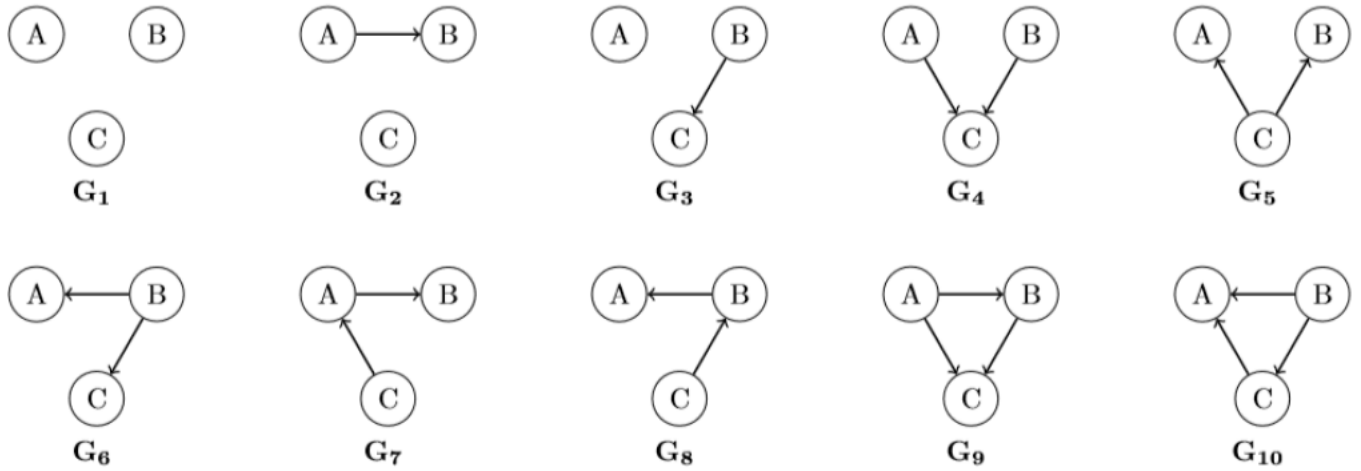 A B A B A B A B A B
C C C C C
G₁ G₂ G₃ G₄ G₅
A B A B A B A B A B
C C C C C
G₆ G₇ G₈ G₉ G₁₀